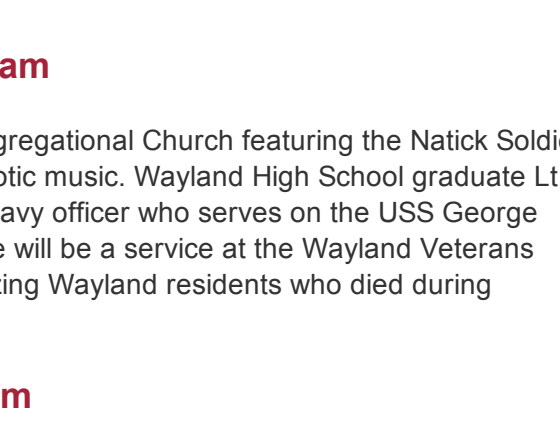 am
gregational Church featuring the Natick Soldi
otic music. Wayland High School graduate Lt
avy officer who serves on the USS George
e will be a service at the Wayland Veterans
ting Wayland residents who died during
m